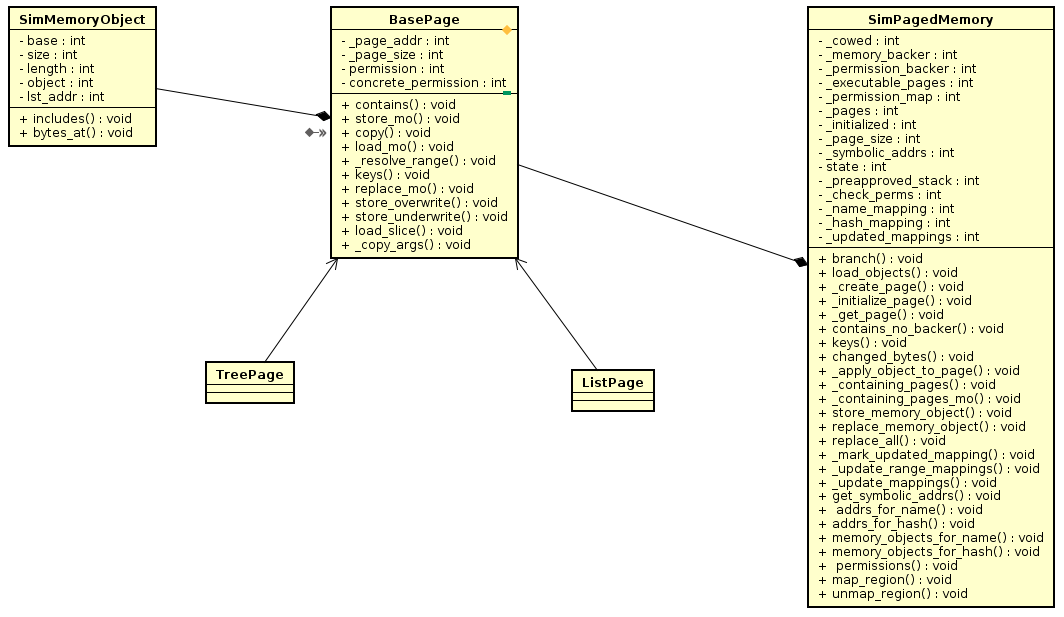 SimMemoryObject
- base : int
- size : int
- length : int
- object : int
- lst_addr : int
+ includes() : void
+ bytes_at() : void
BasePage
- _page_addr : int
- _page_size : int
- permission : int
- concrete_permission : int
+ contains() : void
+ store_mo() : void
+ copy() : void
+ load_mo() : void
+ _resolve_range() : void
+ keys() : void
+ replace_mo() : void
+ store_overwrite() : void
+ store_underwrite() : void
+ load_slice() : void
+ _copy_args() : void
SimPagedMemory
- _cowed : int
- _memory_backer : int
- _permission_backer : int
- _executable_pages : int
- _permission_map : int
- _pages : int
- _initialized : int
- _page_size : int
- _symbolic_addrs : int
- state : int
- _preapproved_stack : int
- _check_perms : int
- _name_mapping : int
- _hash_mapping : int
- _updated_mappings : int
+ branch() : void
+ load_objects() : void
+ _create_page() : void
+ _initialize_page() : void
+ _get_page() : void
+ contains_no_backer() : void
+ keys() : void
+ changed_bytes() : void
+ _apply_object_to_page() : void
+ _containing_pages() : void
+ _containing_pages_mo() : void
+ store_memory_object() : void
+ replace_memory_object() : void
+ replace_all() : void
+ _mark_updated_mapping() : void
+ _update_range_mappings() : void
+ _update_mappings() : void
+ get_symbolic_addrs() : void
+  addrs_for_name() : void
+ addrs_for_hash() : void
+ memory_objects_for_name() : void
+ memory_objects_for_hash() : void
+  permissions() : void
+ map_region() : void
+ unmap_region() : void
TreePage
ListPage